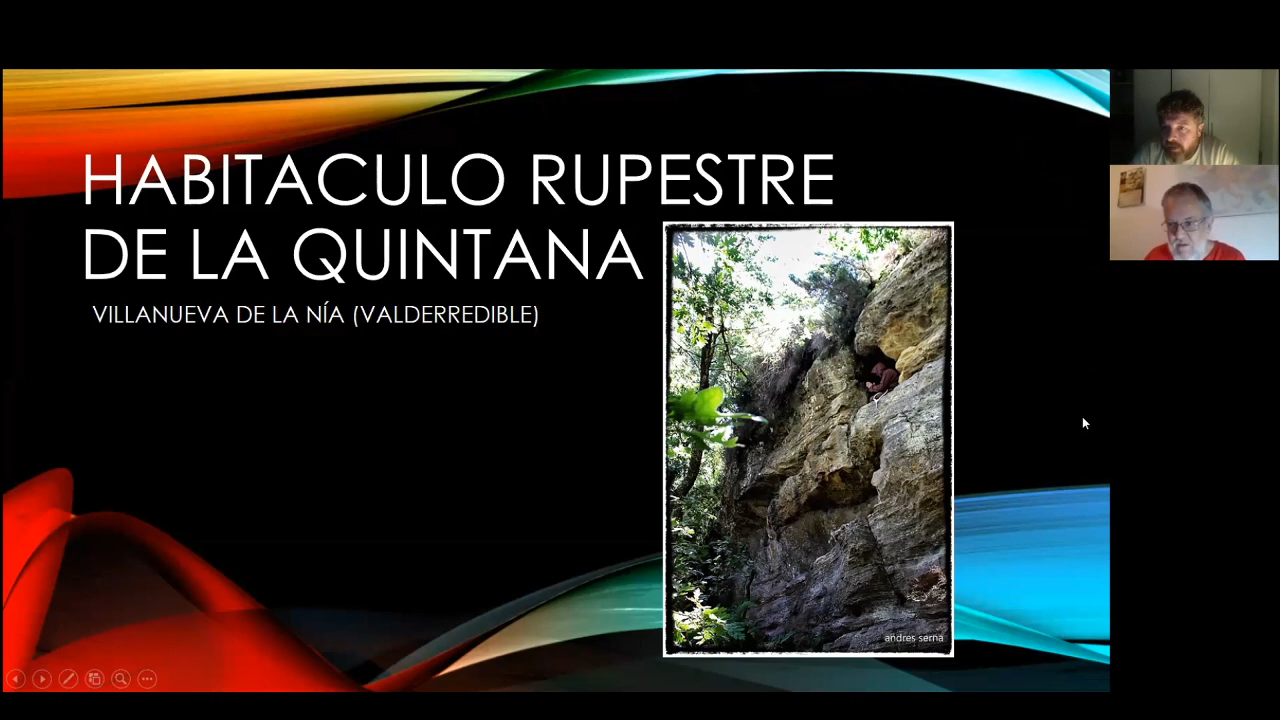 HABITACULO RUPESTRE
DE LA QUINTANA
VILLANUEVA DE LA NÍA (VALDERREDIBLE)
andres serna